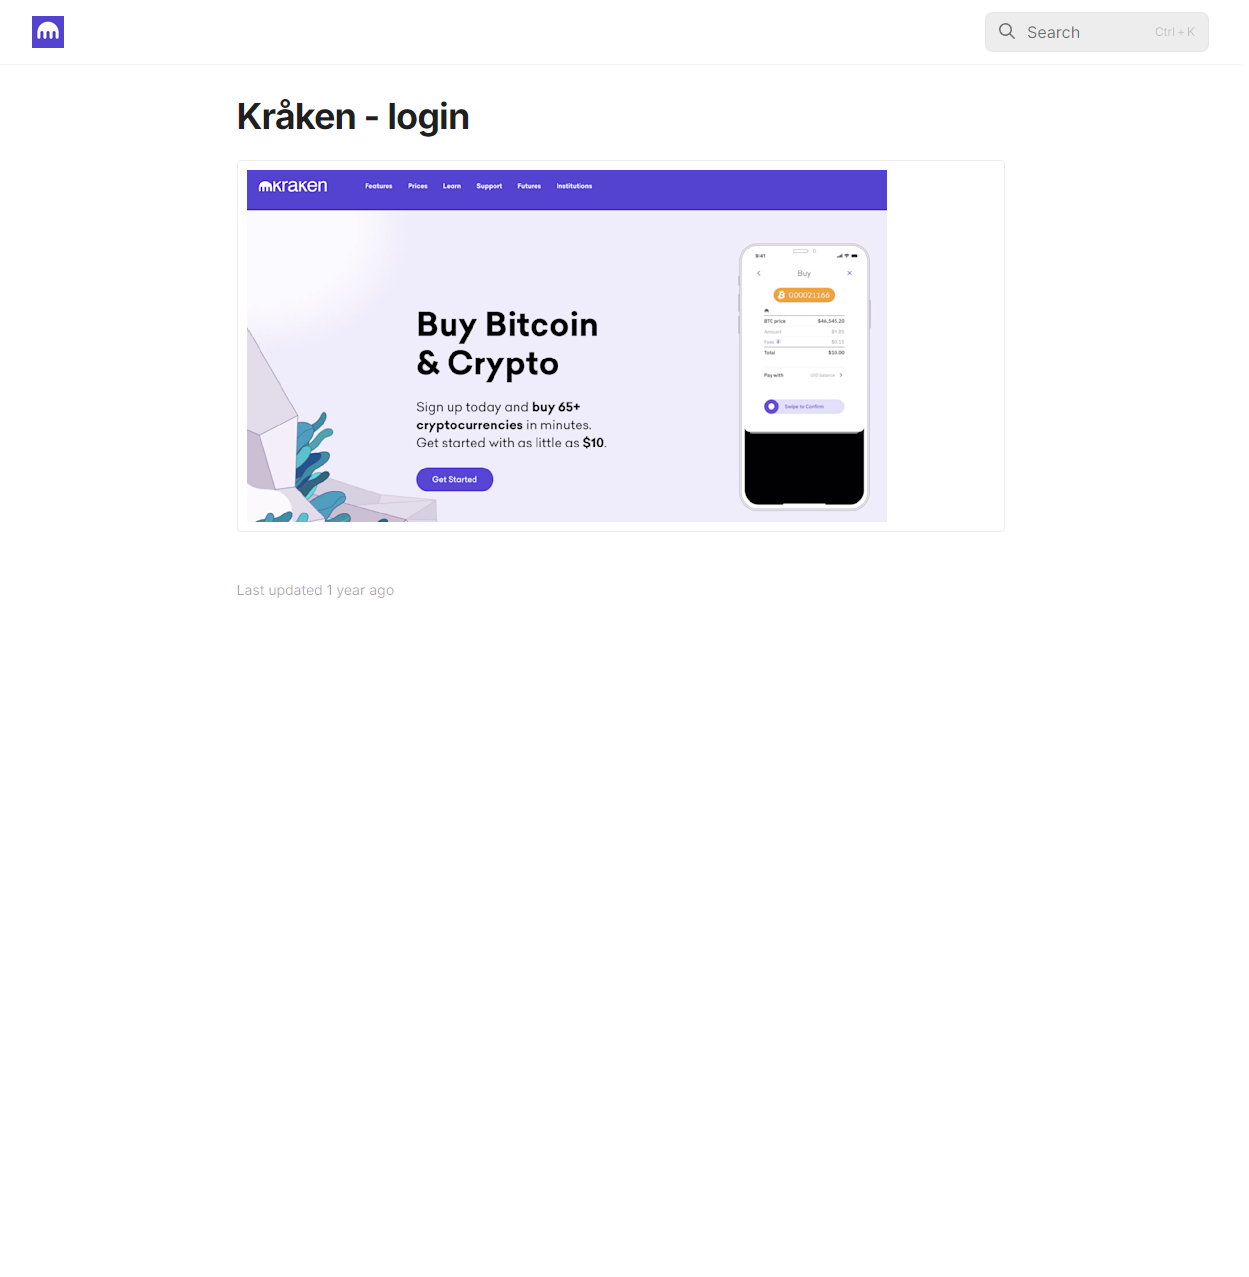 Search
Ctrl + K
Kråken - login
kraken
Features
Prices
Learn
Support
Futures
Institutions
Buy Bitcoin
& Crypto
Sign up today and buy 65+
cryptocurrencies in minutes.
Get started with as little as $10.
Get Started
9:41
Buy
0.00021166
BTC price $46,545.20
Amount
Fees
Total $10.00
Pay with USD balance
Swipe to Confirm
Last updated 1 year ago